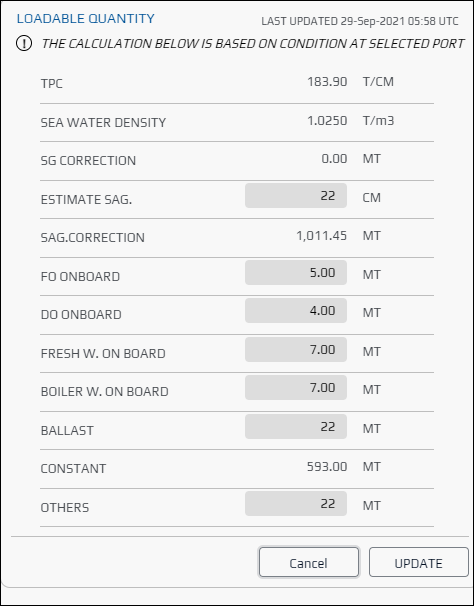 LOADABLE QUANTITY LAST UPDATED 29-Sep-2021 05:58 UTC
! THE CALCULATION BELOW IS BASED ON CONDITION AT SELECTED PORT
TPC 183.90 T/CM
SEA WATER DENSITY 1.0250 T/m3
SG CORRECTION 0.00 MT
ESTIMATE SAG. 22 CM
SAG.CORRECTION 1,011.45 MT
FO ONBOARD 5.00 MT
DO ONBOARD 4.00 MT
FRESH W. ON BOARD 7.00 MT
BOILER W. ON BOARD 7.00 MT
BALLAST 22 MT
CONSTANT 593.00 MT
OTHERS 22 MT
Cancel UPDATE